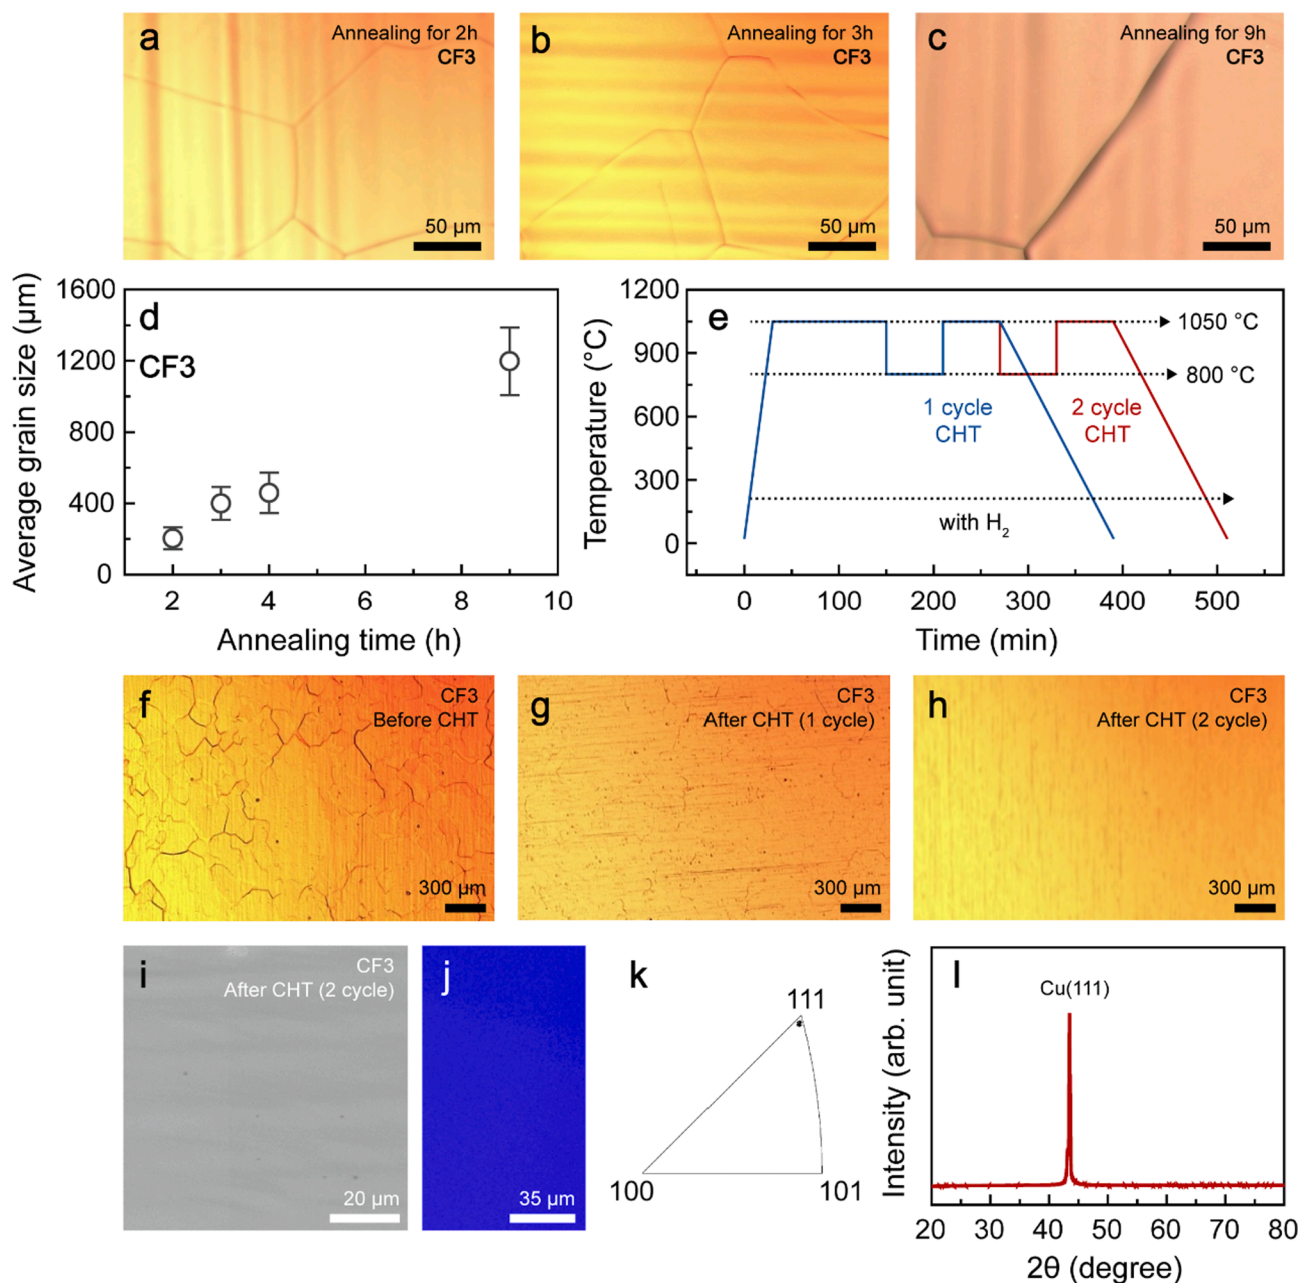 a
Annealing for 2h
CF3
50 μm
b
Annealing for 3h
CF3
50 μm
c
Annealing for 9h
CF3
50 μm
d
CF3
Average grain size (μm)
1600
1200
800
400
0
2
4
6
8
10
Annealing time (h)
e
Temperature (°C)
1200
900
600
300
0
1050 °C
800 °C
1 cycle
CHT
2 cycle
CHT
with H₂
0
100
200
300
400
500
Time (min)
f
CF3
Before CHT
300 μm
g
CF3
After CHT (1 cycle)
300 μm
h
CF3
After CHT (2 cycle)
300 μm
i
CF3
After CHT (2 cycle)
20 μm
j
35 μm
k
111
100
101
l
Cu(111)
Intensity (arb. unit)
20
30
40
50
60
70
80
2θ (degree)